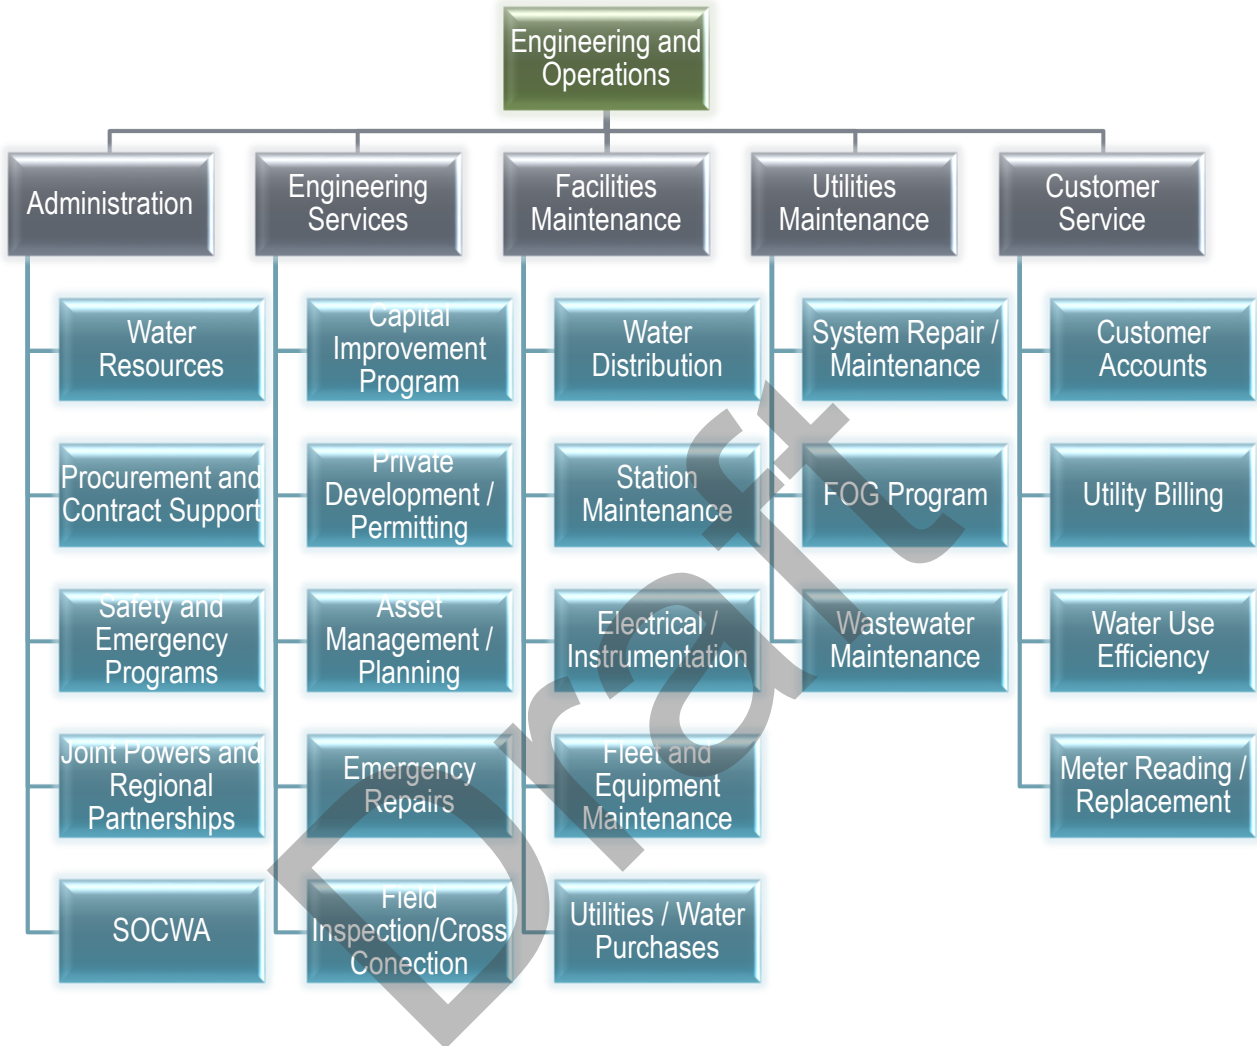 Engineering and
Operations
Administration
Engineering
Services
Facilities
Maintenance
Utilities
Maintenance
Customer
Service
Water
Resources
Procurement and
Contract Support
Safety and
Emergency
Programs
Joint Powers and
Regional
Partnerships
SOCWA
Capital
Improvement
Program
Private
Development /
Permitting
Asset
Management /
Planning
Emergency
Repairs
Field
Inspection/Cross
Conection
Water
Distribution
Station
Maintenance
Electrical /
Instrumentation
Fleet and
Equipment
Maintenance
Utilities / Water
Purchases
System Repair /
Maintenance
FOG Program
Wastewater
Maintenance
Customer
Accounts
Utility Billing
Water Use
Efficiency
Meter Reading /
Replacement
Draft